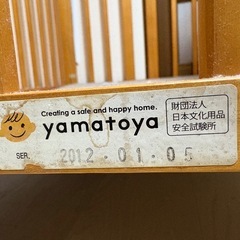 Creating a safe and happy home.
yamatoya
財団法人
日本文化用品
安全試験所
SER. 2012.01.05